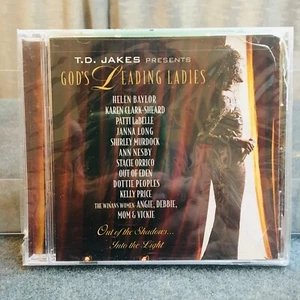 T.D. JAKES PRESENTS
GOD'S LEADING LADIES
HELEN BAYLOR
KAREN CLARK-SHEARD
PATTI LABELLE
JANNA LONG
SHIRLEY MURDOCK
ANN NESBY
STACIE ORRICO
OUT OF EDEN
DOTTIE PEOPLES
KELLY PRICE
THE WINANS WOMEN: ANGIE, DEBBIE,
MOM & VICKIE
Out of the Shadows...
Into the Light